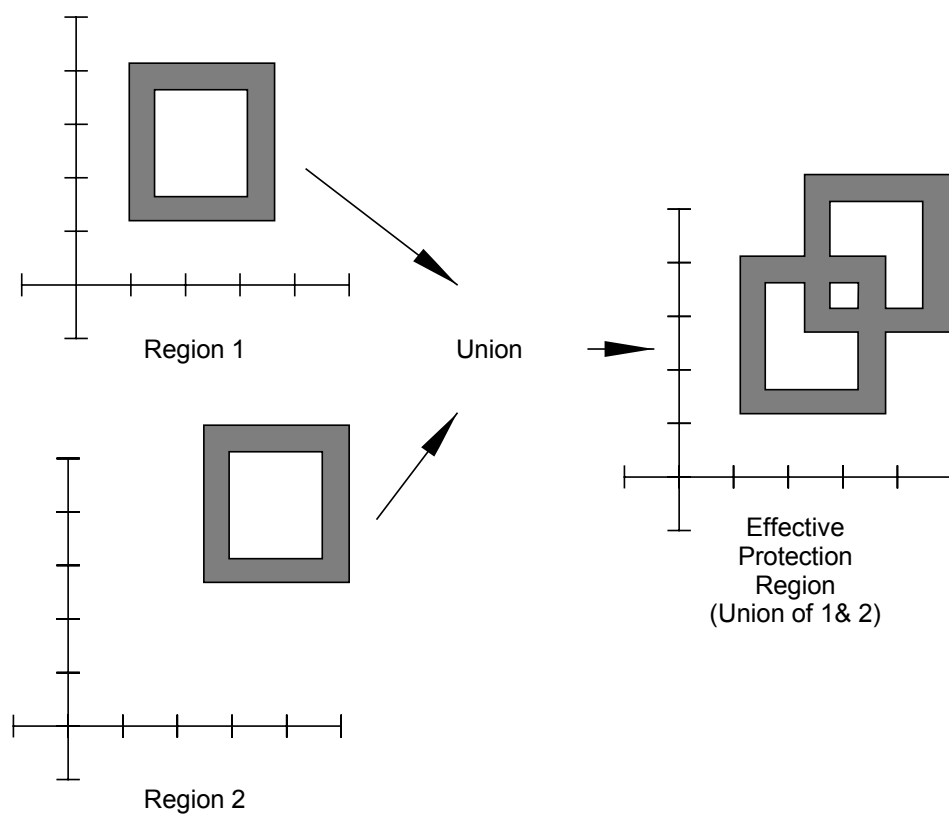 Region 1
Union
Effective
Protection
Region
(Union of 1& 2)
Region 2